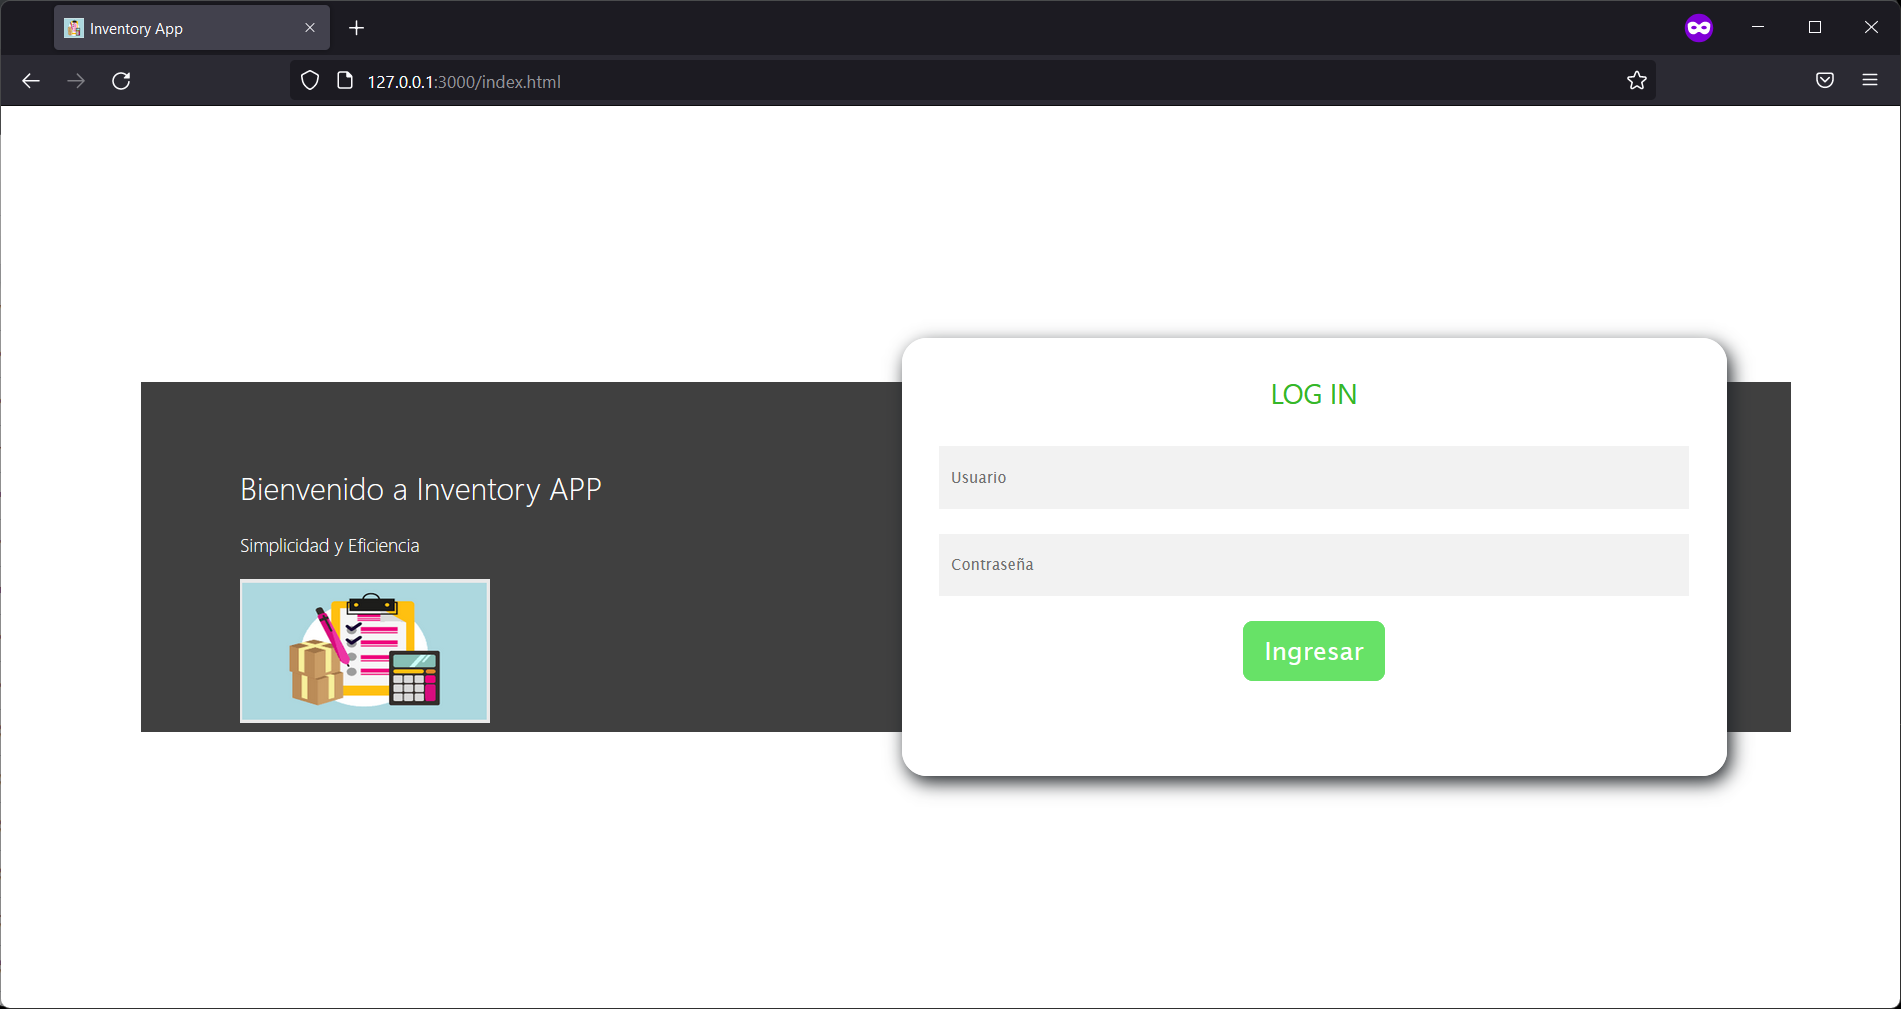 Inventory App
127.0.0.1:3000/index.html
Bienvenido a Inventory APP
Simplicidad y Eficiencia
LOG IN
Usuario
Contraseña
Ingresar